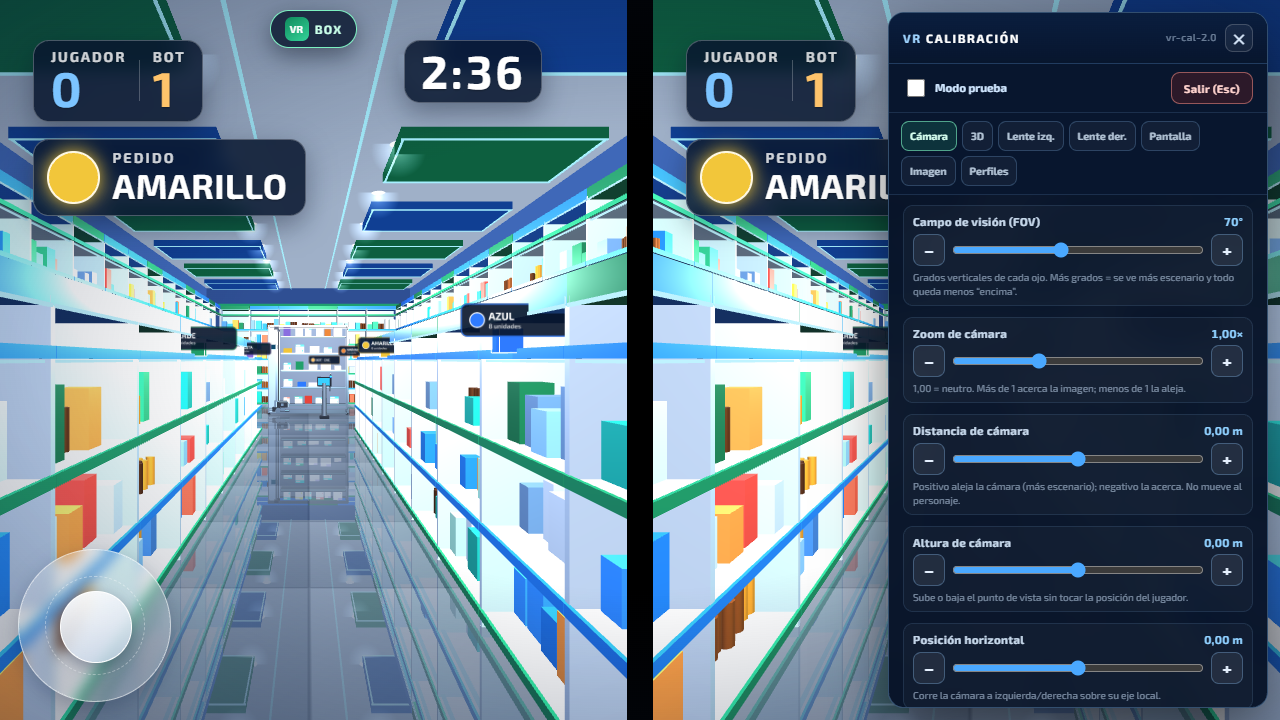 VR BOX
JUGADOR BOT
0 1
2:36
PEDIDO
AMARILLO
AZUL
8 unidades
JUGADOR BOT
0 1
PEDIDO
VR CALIBRACIÓN
vr-cal-2.0
Modo prueba
Salir (Esc)
Cámara
3D
Lente izq.
Lente der.
Pantalla
Imagen
Perfiles
Campo de visión (FOV) 70°
Grados verticales de cada ojo. Más grados = se ve más escenario y todo
queda menos "encima".
Zoom de cámara 1,00×
1,00 = neutro. Más de 1 acerca la imagen; menos de 1 la aleja.
Distancia de cámara 0,00 m
Positivo aleja la cámara (más escenario); negativo la acerca. No mueve al
personaje.
Altura de cámara 0,00 m
Sube o baja el punto de vista sin tocar la posición del jugador.
Posición horizontal 0,00 m
Corre la cámara a izquierda/derecha sobre su eje local.